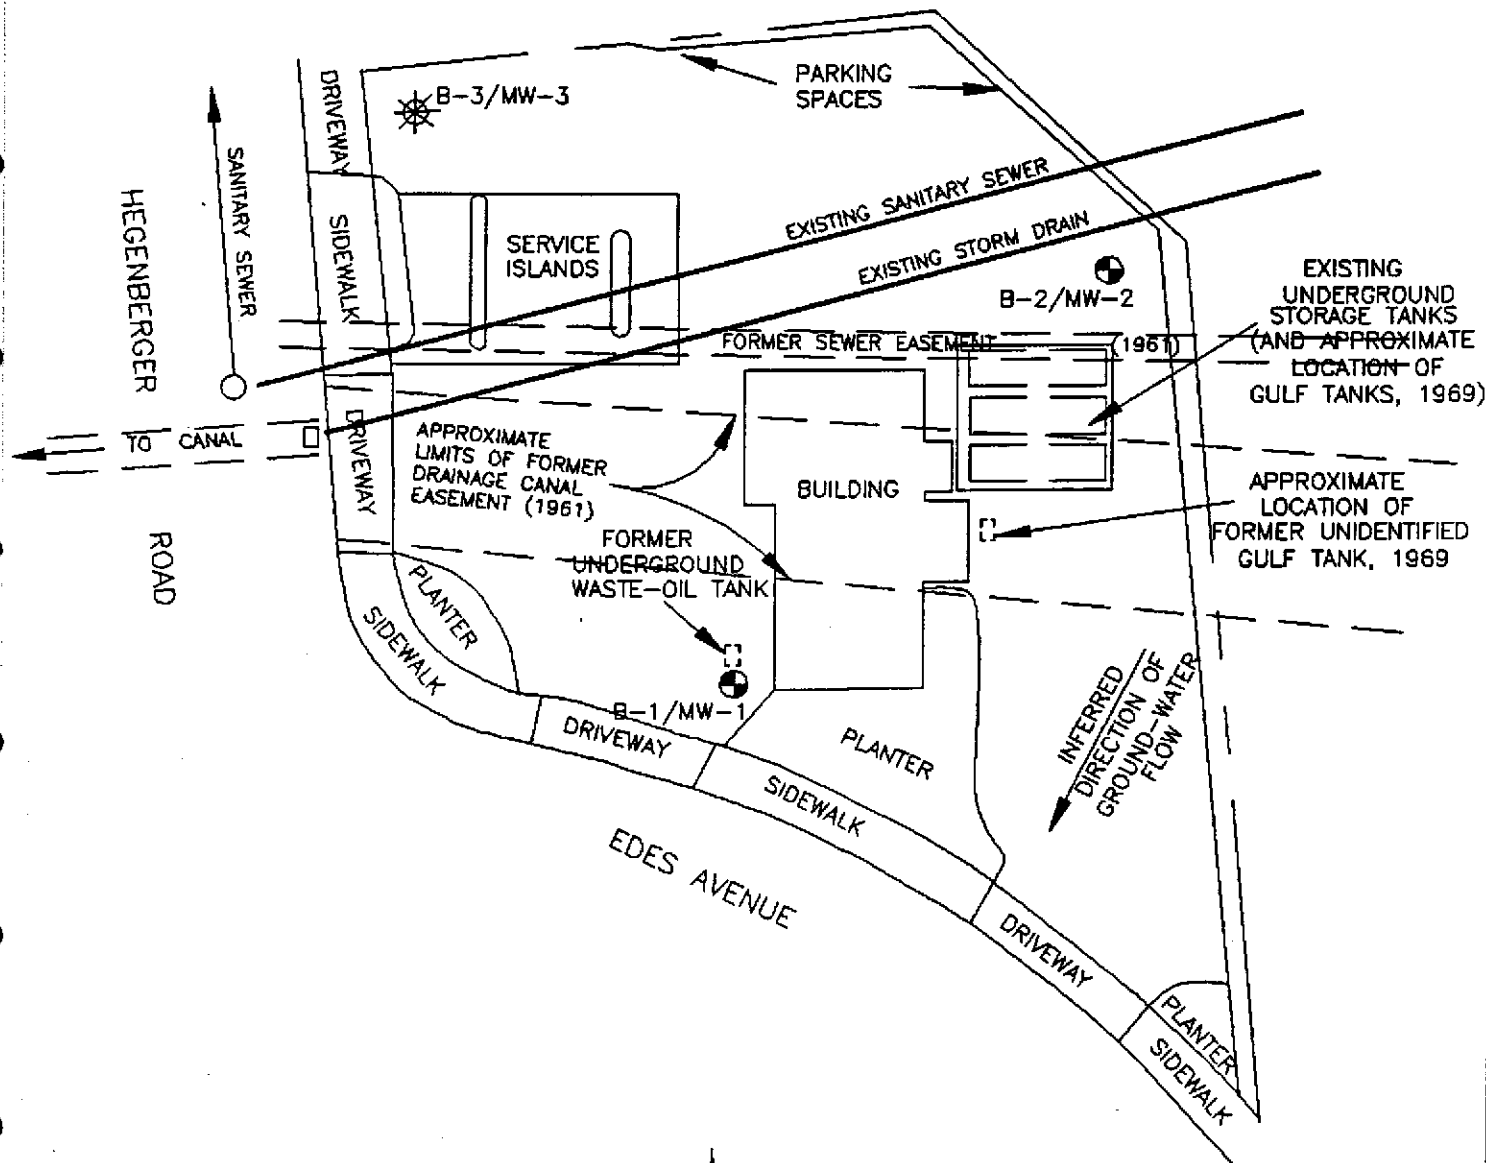 PARKING
SPACES
DRIVEWAY
B-3/MW-3
SANITARY SEWER
HEGENBERGER
ROAD
SIDEWALK
SERVICE
ISLANDS
EXISTING SANITARY SEWER
EXISTING STORM DRAIN
B-2/MW-2
EXISTING
UNDERGROUND
STORAGE TANKS
(AND APPROXIMATE
LOCATION OF
GULF TANKS, 1969)
FORMER SEWER EASEMENT (1961)
TO CANAL
DRIVEWAY
APPROXIMATE
LIMITS OF FORMER
DRAINAGE CANAL
EASEMENT (1961)
BUILDING
APPROXIMATE
LOCATION OF
FORMER UNIDENTIFIED
GULF TANK, 1969
FORMER
UNDERGROUND
WASTE-OIL TANK
PLANTER
SIDEWALK
B-1/MW-1
DRIVEWAY
PLANTER
SIDEWALK
INFERRED
DIRECTION OF
GROUND-WATER
FLOW
EDES AVENUE
DRIVEWAY
PLANTER
SIDEWALK